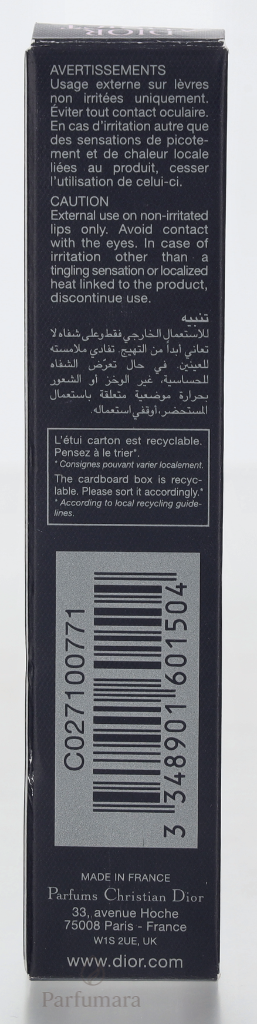 DIOR
AVERTISSEMENTS
Usage externe sur lèvres
non irritées uniquement.
Éviter tout contact oculaire.
En cas d'irritation autre que
des sensations de picote-
ment et de chaleur locale
liées au produit, cesser
l'utilisation de celui-ci.
CAUTION
External use on non-irritated
lips only. Avoid contact
with the eyes. In case of
irritation other than a
tingling sensation or localized
heat linked to the product,
discontinue use.
تنبيه
للاستعمال الخارجي فقط وعلى شفاه لا
تعاني أبداً من التهيج. تفادي ملامسته
للعينين. في حال تعرّض الشفاه
للحساسية، غير الوخز أو الشعور
بحرارة موضعية متعلقة باستعمال
المستحضر، أوقفي استعماله.
L'étui carton est recyclable.
Pensez à le trier*.
* Consignes pouvant varier localement.
The cardboard box is recyc-
lable. Please sort it accordingly.*
* According to local recycling guide-
lines.
C027100771
3 348901 601504
MADE IN FRANCE
Parfums Christian Dior
33, avenue Hoche
75008 Paris - France
W1S 2UE, UK
www.dior.com
Parfumara